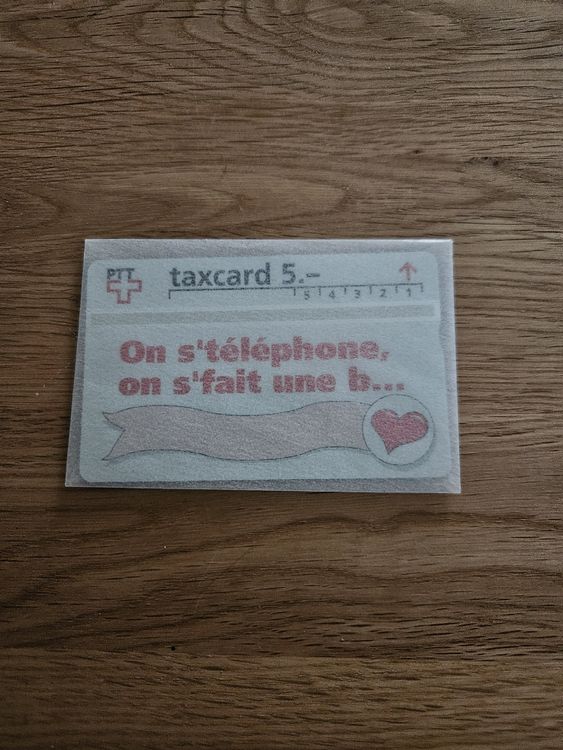 PTT
taxcard 5.–
5 4 3 2 1
On s'téléphone,
on s'fait une b...